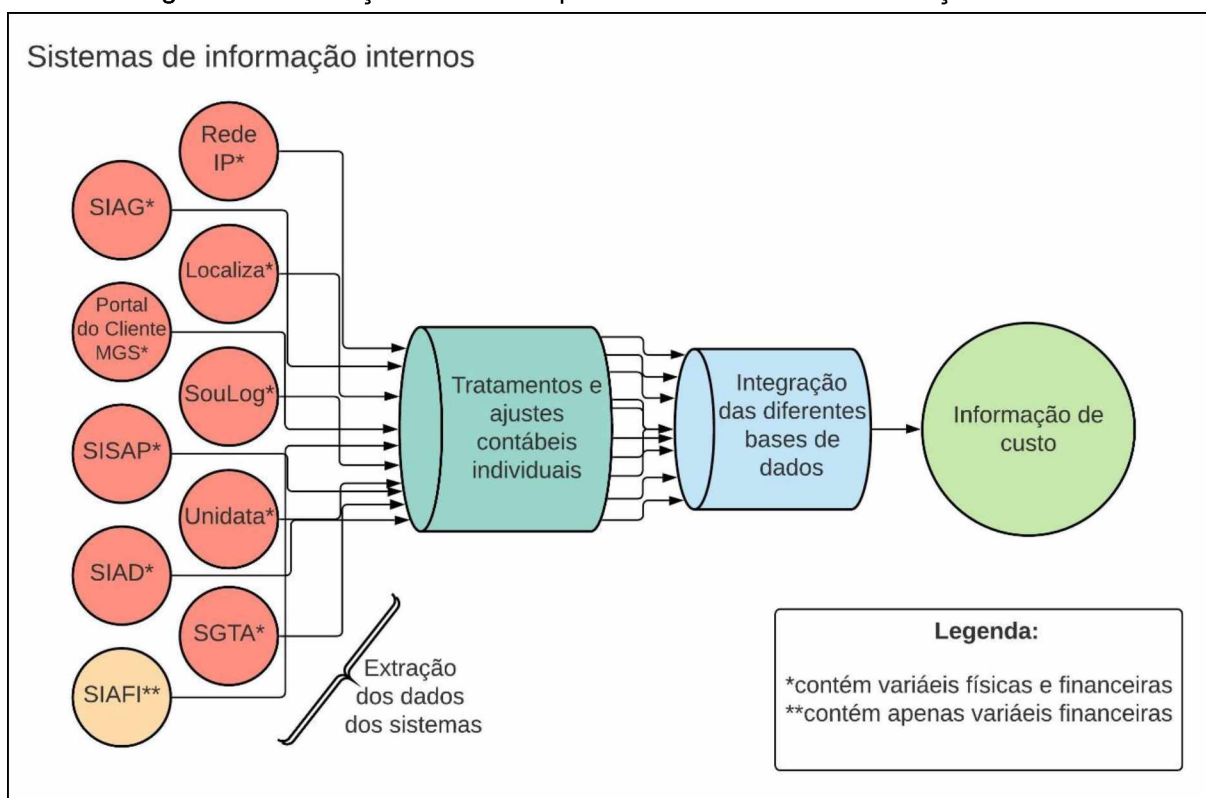 Sistemas de informação internos
Rede
IP*
SIAG*
Localiza*
Portal
do Cliente
MGS*
SouLog*
SISAP*
Unidata*
SIAD*
SGTA*
SIAFI**
Extração
dos dados
dos sistemas
Tratamentos e
ajustes
contábeis
individuais
Integração
das diferentes
bases de
dados
Informação de
custo
Legenda:
*contém variáeis físicas e financeiras
**contém apenas variáeis financeiras